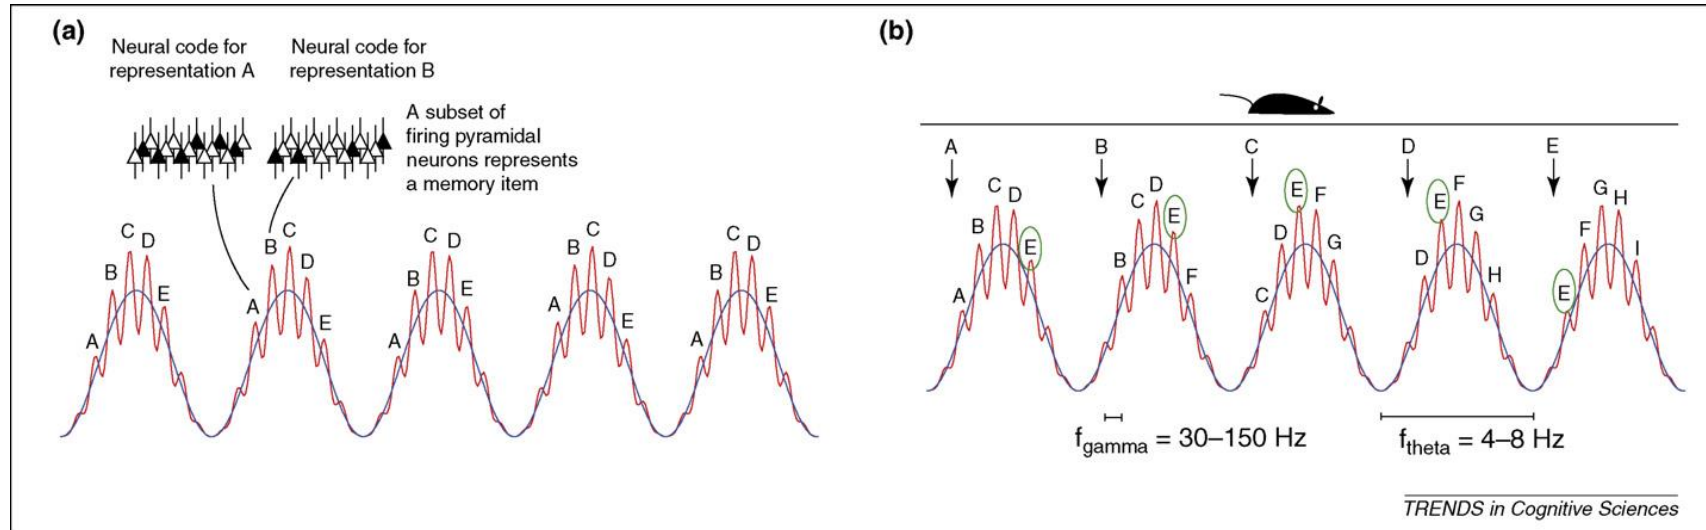 (a)
Neural code for
representation A
Neural code for
representation B
A subset of
firing pyramidal
neurons represents
a memory item
A B C D E
A B C D E
A B C D E
A B C D E
A B C D E
(b)
A B C D E
A B C D E
B C D E F
C D E F G
D E F G H
E F G H I
f_gamma = 30–150 Hz
f_theta = 4–8 Hz
TRENDS in Cognitive Sciences